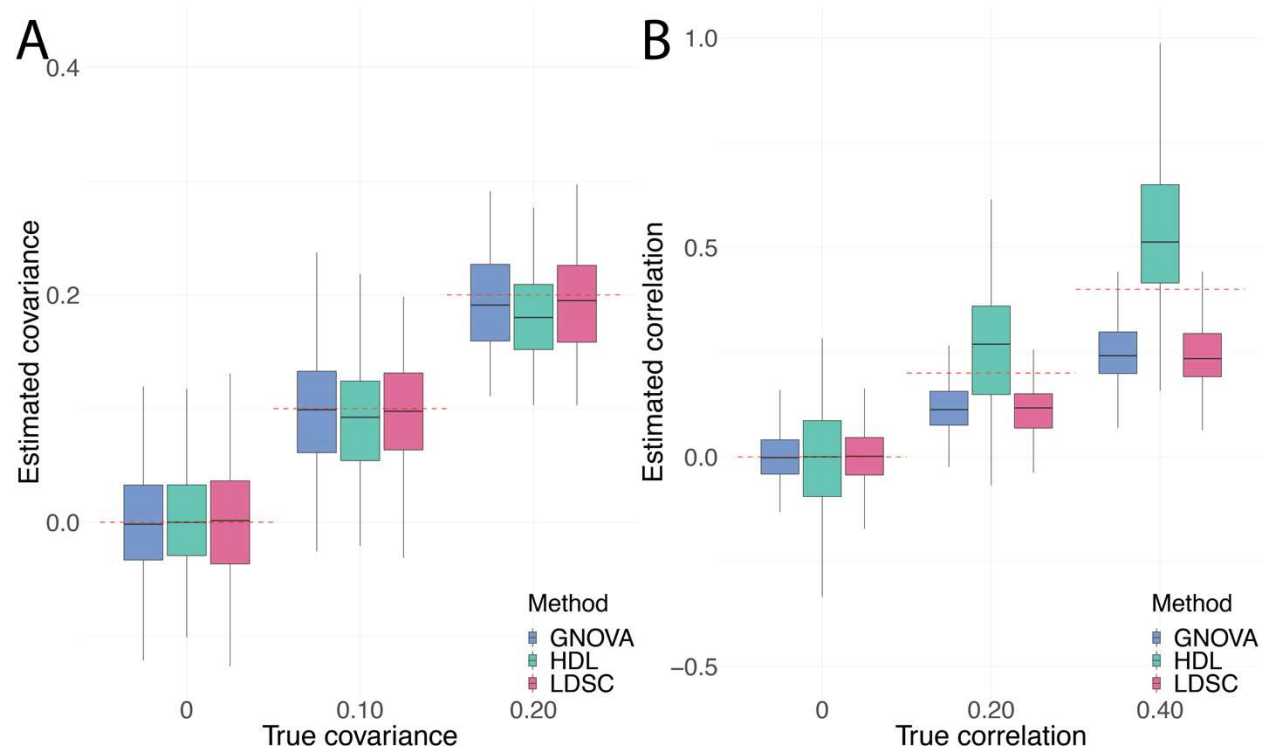 A
0.4
0.2
0.0
Estimated covariance
Method
GNOVA
HDL
LDSC
0 0.10 0.20
True covariance
B
1.0
0.5
0.0
−0.5
Estimated correlation
Method
GNOVA
HDL
LDSC
0 0.20 0.40
True correlation